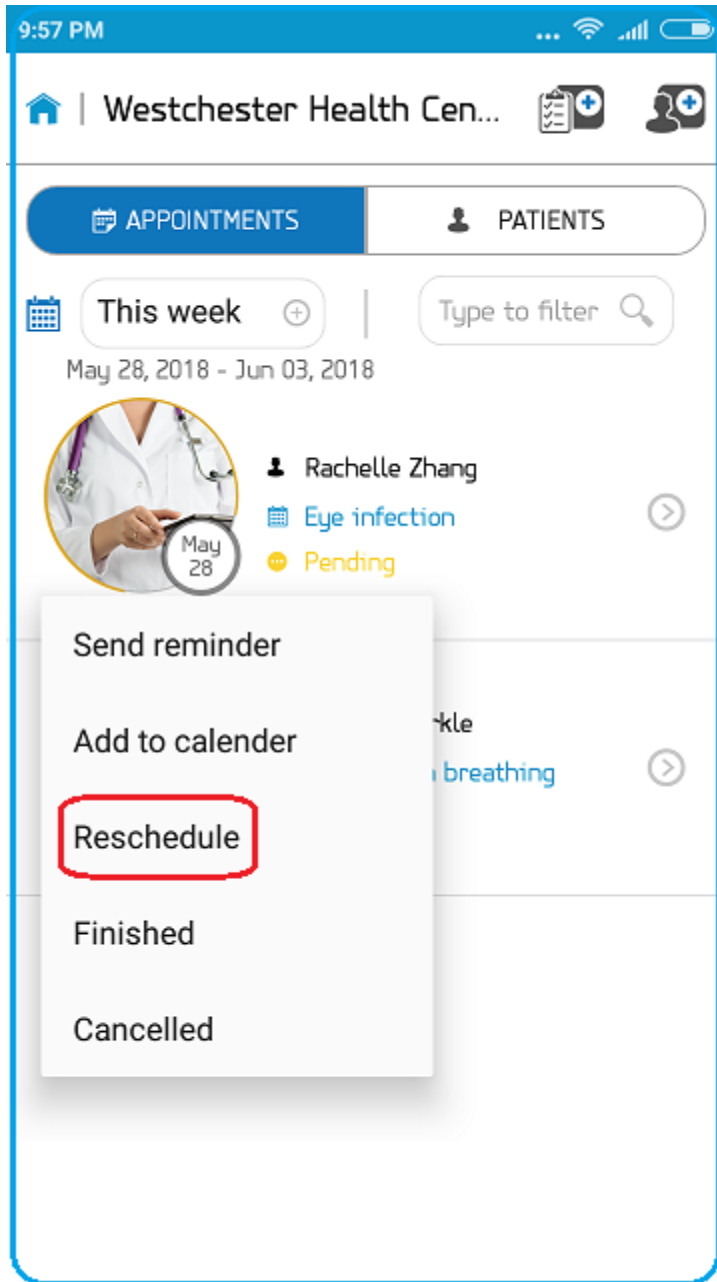 9:57 PM
Westchester Health Cen...
APPOINTMENTS
PATIENTS
This week
Type to filter
May 28, 2018 - Jun 03, 2018
Rachelle Zhang
Eye infection
May
28
Pending
Send reminder
Add to calender
rkle
breathing
Reschedule
Finished
Cancelled